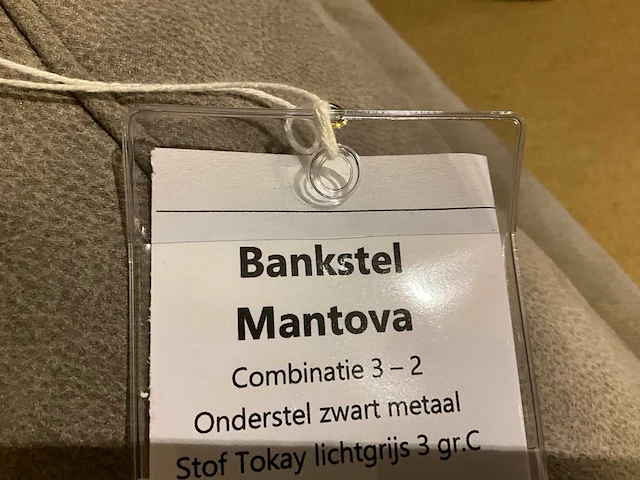 Bankstel
Mantova
Combinatie 3 – 2
Onderstel zwart metaal
Stof Tokay lichtgrijs 3 gr.C